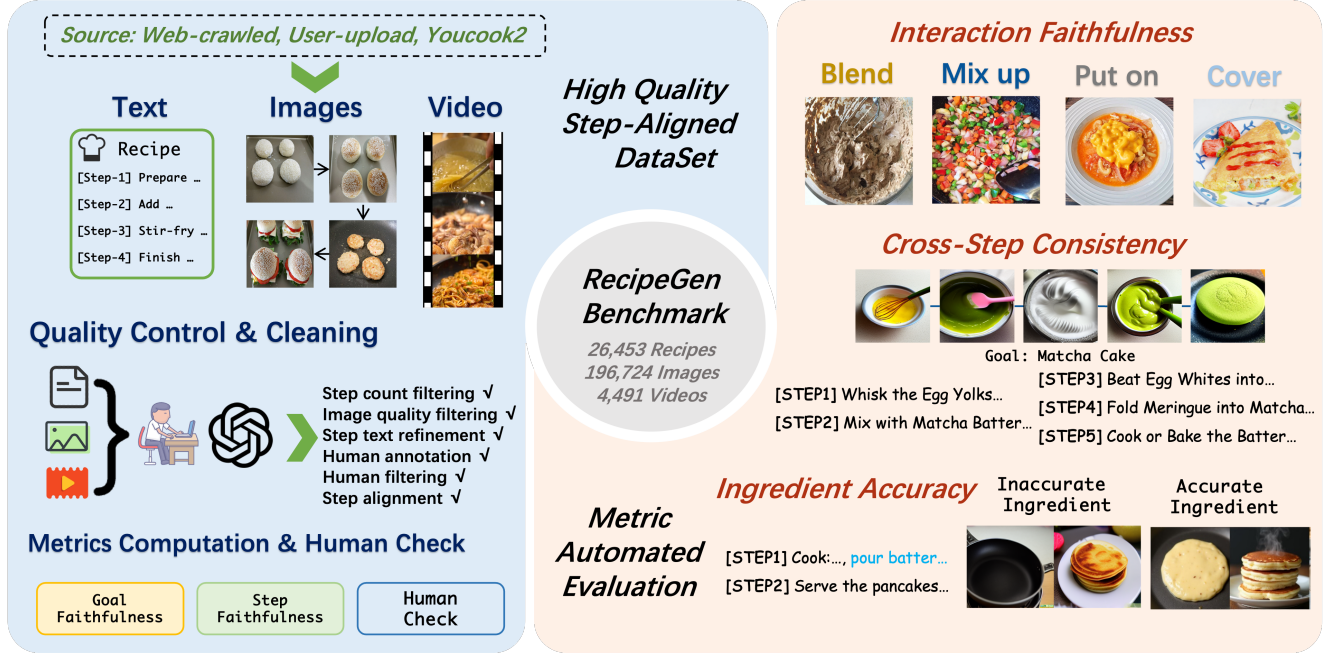 Source: Web-crawled, User-upload, Youcook2
Text
Images
Video
Recipe
[Step-1] Prepare …
[Step-2] Add …
[Step-3] Stir-fry …
[Step-4] Finish …
High Quality
Step-Aligned
DataSet
Quality Control & Cleaning
Step count filtering √
Image quality filtering √
Step text refinement √
Human annotation √
Human filtering √
Step alignment √
Metrics Computation & Human Check
Goal
Faithfulness
Step
Faithfulness
Human
Check
RecipeGen
Benchmark
26,453 Recipes
196,724 Images
4,491 Videos
Interaction Faithfulness
Blend
Mix up
Put on
Cover
Cross-Step Consistency
Goal: Matcha Cake
[STEP1] Whisk the Egg Yolks…
[STEP2] Mix with Matcha Batter…
[STEP3] Beat Egg Whites into…
[STEP4] Fold Meringue into Matcha…
[STEP5] Cook or Bake the Batter…
Metric
Automated
Evaluation
Ingredient Accuracy
[STEP1] Cook:…, pour batter…
[STEP2] Serve the pancakes…
Inaccurate
Ingredient
Accurate
Ingredient